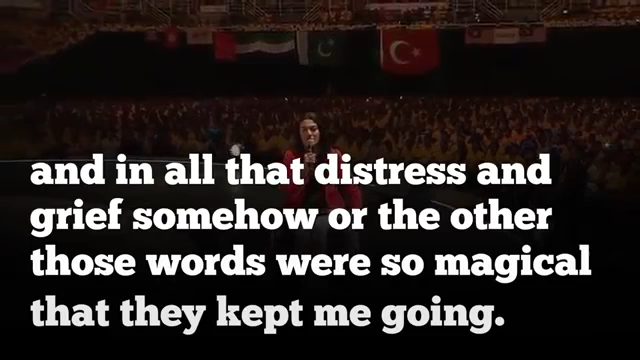 and in all that distress and
grief somehow or the other
those words were so magical
that they kept me going.